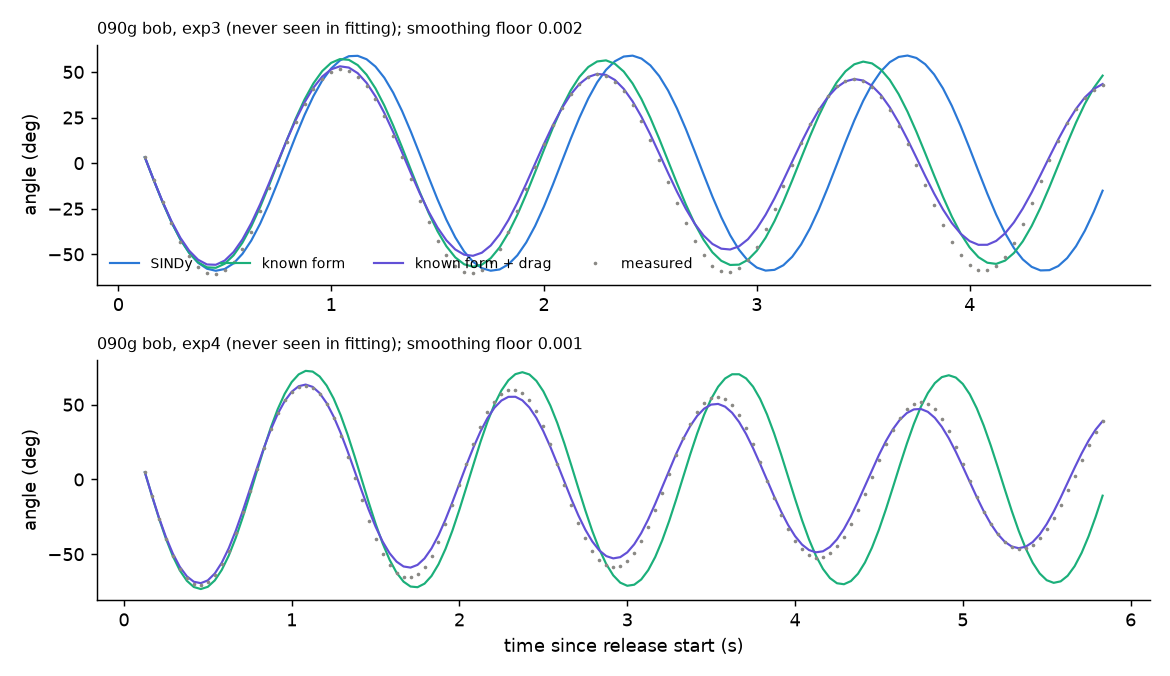 090g bob, exp3 (never seen in fitting); smoothing floor 0.002
50
25
0
−25
−50
angle (deg)
SINDy known form known form + drag measured
0 1 2 3 4
090g bob, exp4 (never seen in fitting); smoothing floor 0.001
50
0
−50
angle (deg)
0 1 2 3 4 5 6
time since release start (s)